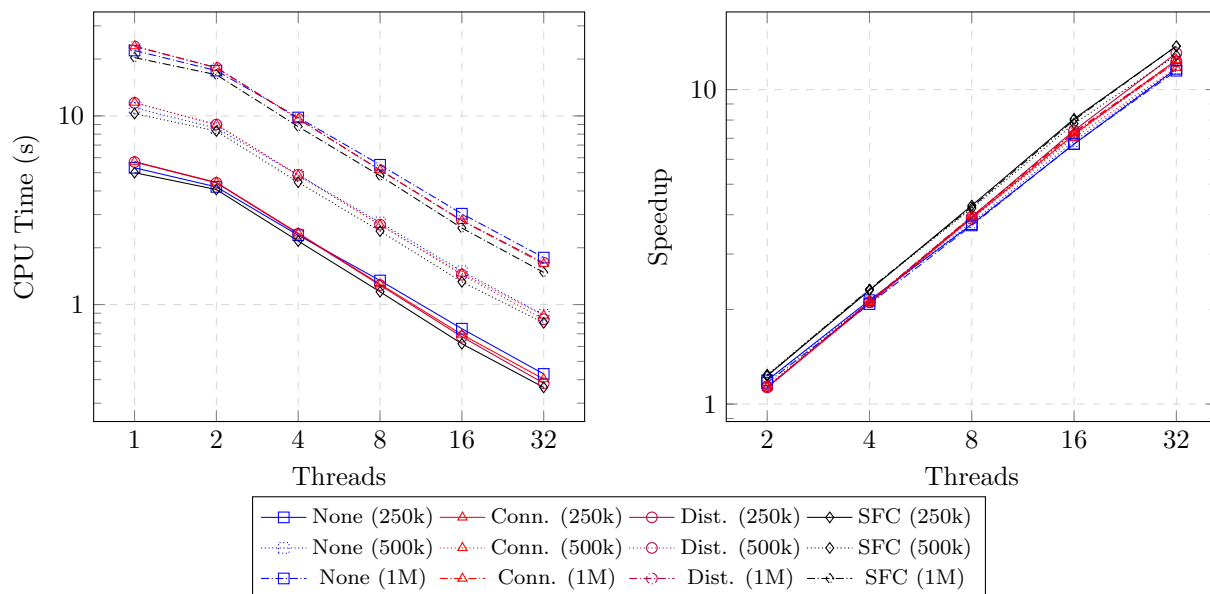 10
1
CPU Time (s)
1 2 4 8 16 32
Threads
10
1
Speedup
2 4 8 16 32
Threads
None (250k) Conn. (250k) Dist. (250k) SFC (250k)
None (500k) Conn. (500k) Dist. (500k) SFC (500k)
None (1M) Conn. (1M) Dist. (1M) SFC (1M)